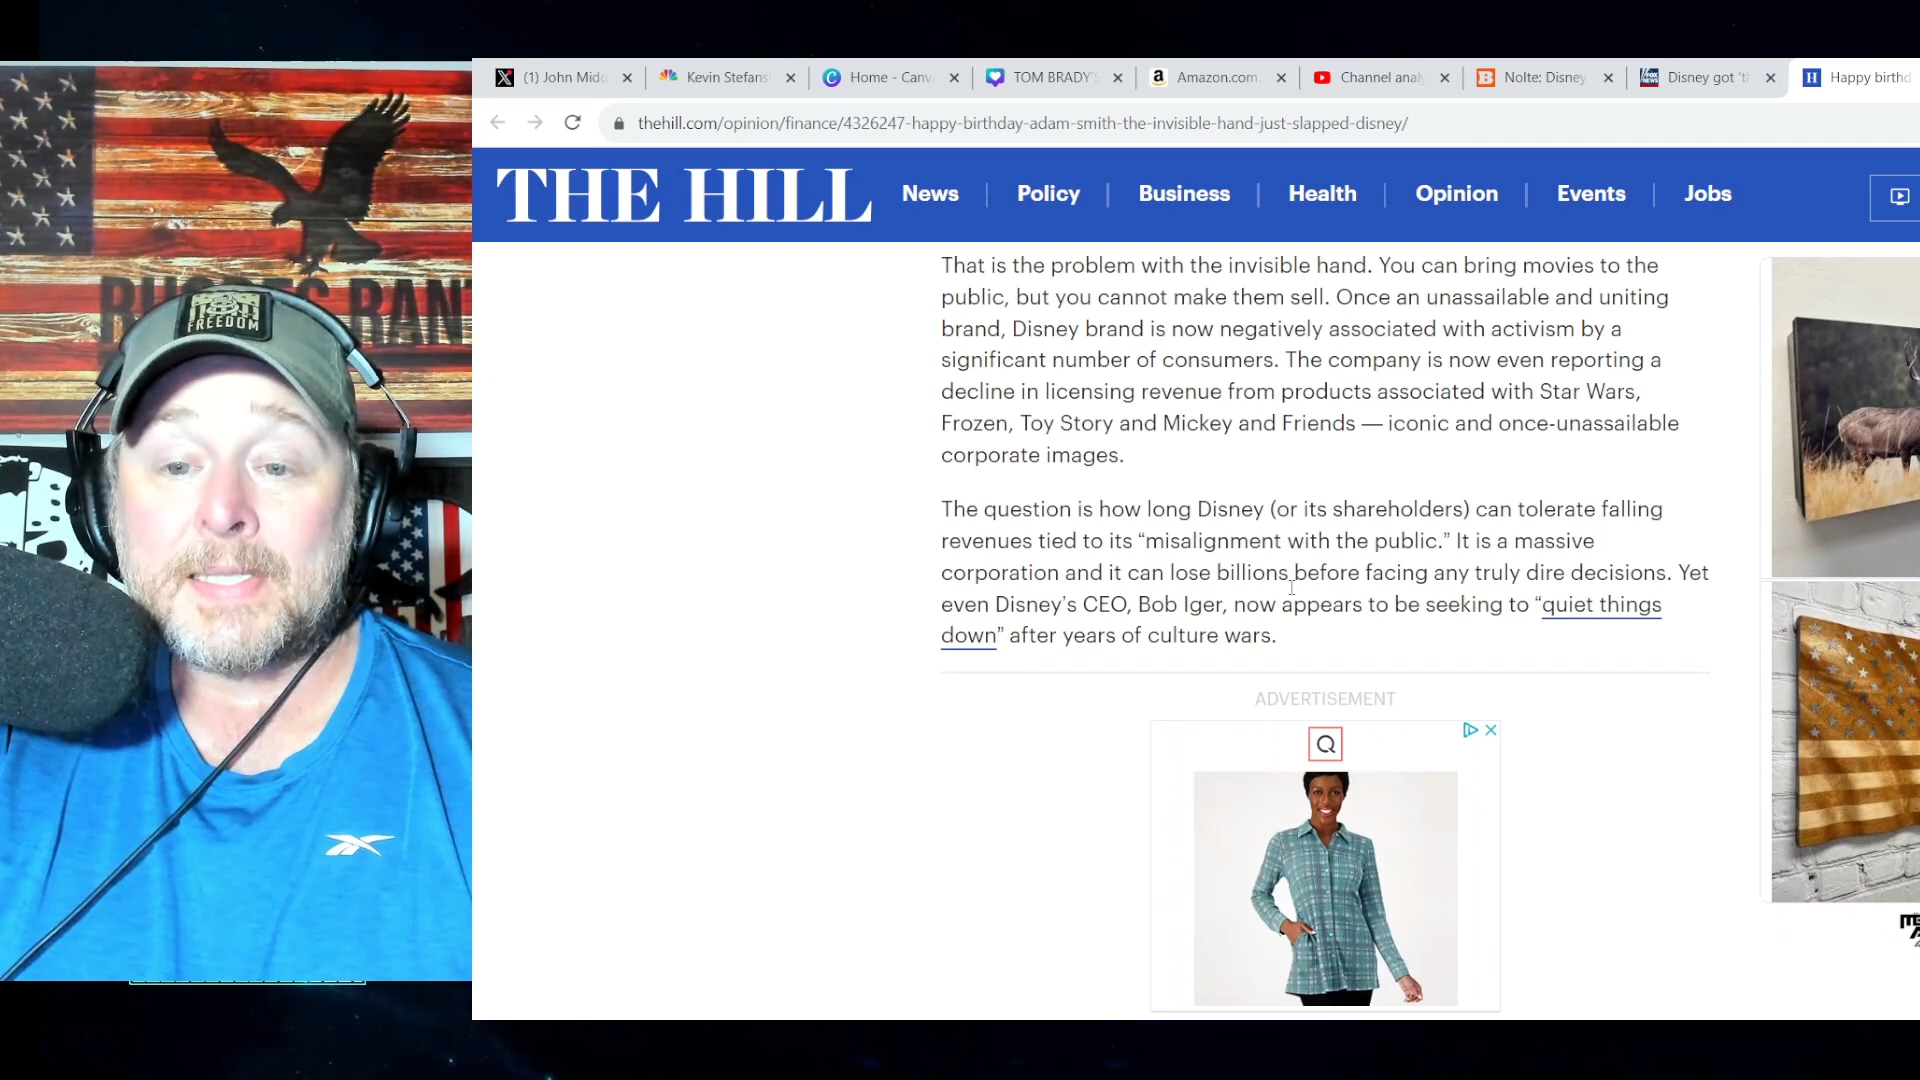 (1) John Mido
Kevin Stefans
Home - Canv
TOM BRADY'S
Amazon.com
Channel analy
Nolte: Disney
Disney got 'th
Happy birthd
thehill.com/opinion/finance/4326247-happy-birthday-adam-smith-the-invisible-hand-just-slapped-disney/
THE HILL
News
Policy
Business
Health
Opinion
Events
Jobs
FREEDOM
That is the problem with the invisible hand. You can bring movies to the
public, but you cannot make them sell. Once an unassailable and uniting
brand, Disney brand is now negatively associated with activism by a
significant number of consumers. The company is now even reporting a
decline in licensing revenue from products associated with Star Wars,
Frozen, Toy Story and Mickey and Friends — iconic and once-unassailable
corporate images.
The question is how long Disney (or its shareholders) can tolerate falling
revenues tied to its “misalignment with the public.” It is a massive
corporation and it can lose billions before facing any truly dire decisions. Yet
even Disney’s CEO, Bob Iger, now appears to be seeking to “quiet things
down” after years of culture wars.
ADVERTISEMENT
Q